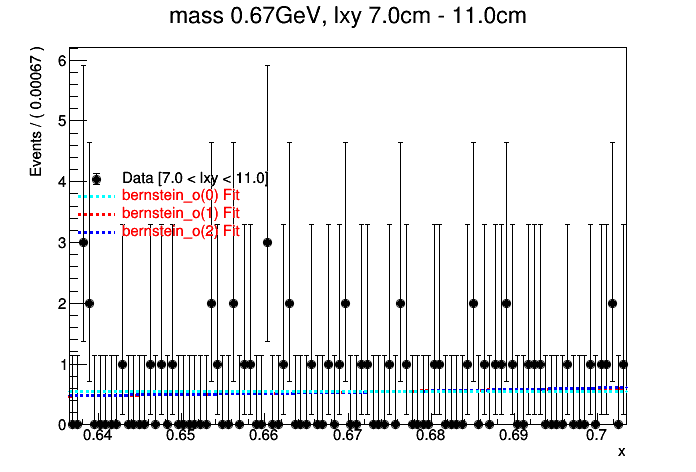 mass 0.67GeV, lxy 7.0cm - 11.0cm
Events / ( 0.00067 )
6
5
4
3
2
1
0
Data [7.0 < lxy < 11.0]
bernstein_o(0) Fit
bernstein_o(1) Fit
bernstein_o(2) Fit
0.64 0.65 0.66 0.67 0.68 0.69 0.7
x